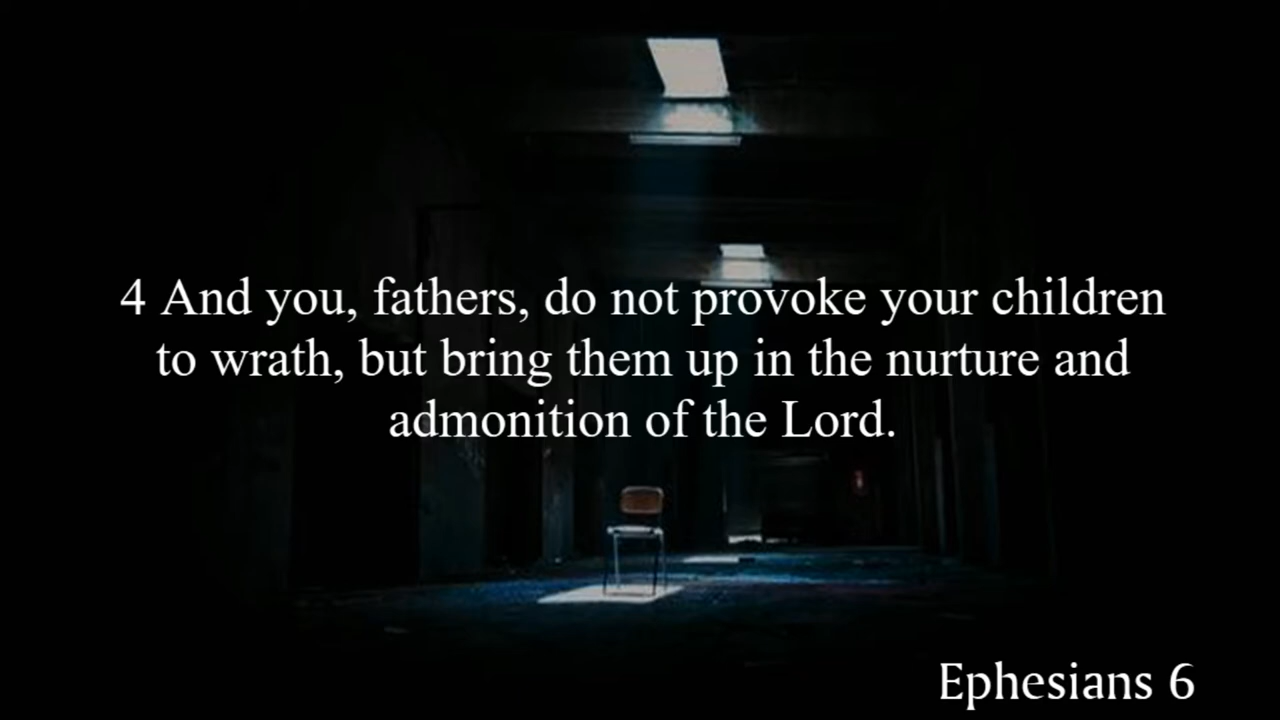 4 And you, fathers, do not provoke your children
to wrath, but bring them up in the nurture and
admonition of the Lord.
Ephesians 6